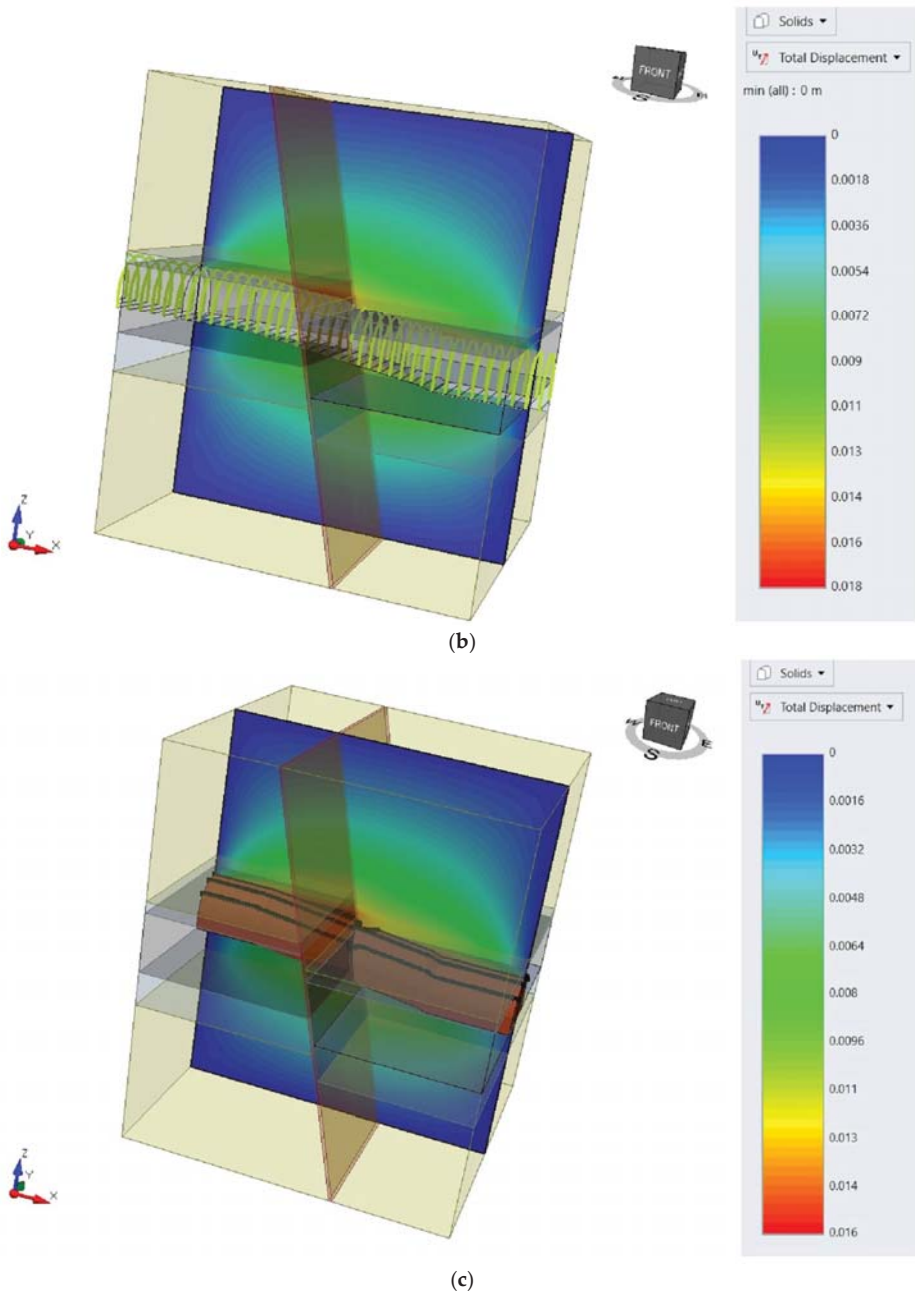 Solids
Total Displacement
min (all) : 0 m
FRONT
S
0
0.0018
0.0036
0.0054
0.0072
0.009
0.011
0.013
0.014
0.016
0.018
Z
Y
X
(b)
Solids
Total Displacement
FRONT
S
E
0
0.0016
0.0032
0.0048
0.0064
0.008
0.0096
0.011
0.013
0.014
0.016
Z
Y
X
(c)